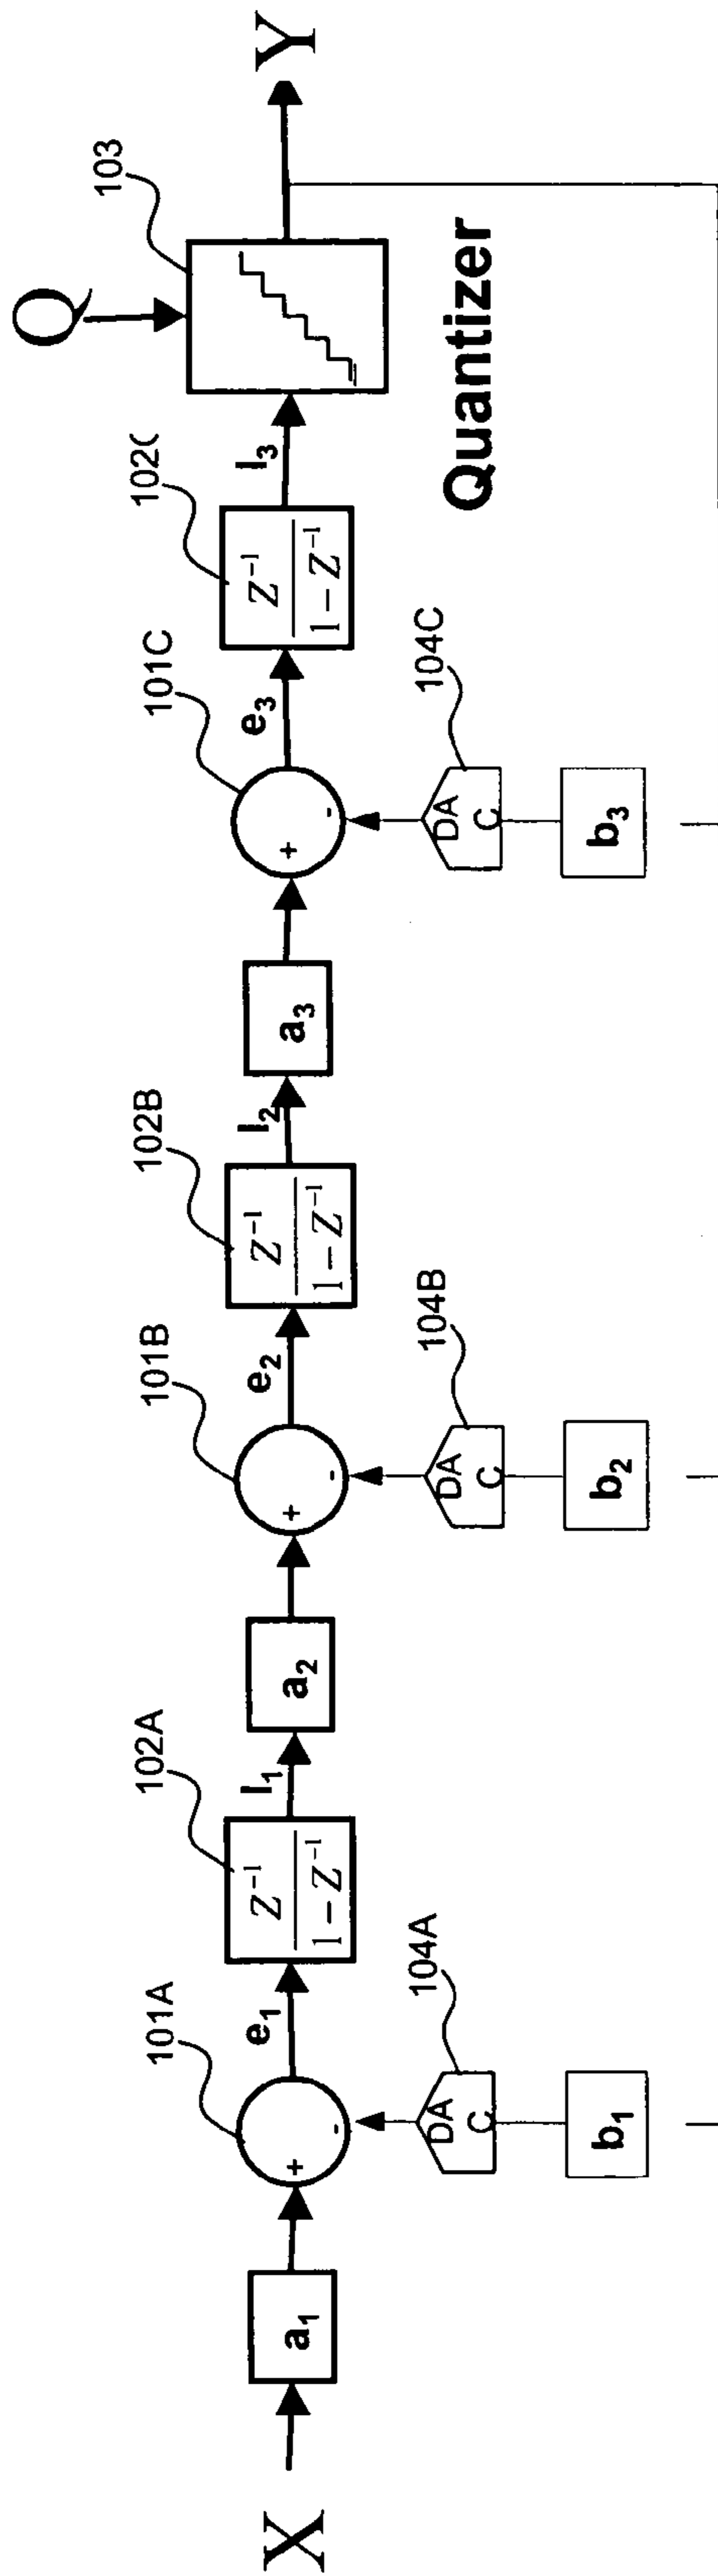 X
a₁
101A
+
-
e₁
102A
Z⁻¹
1 − Z⁻¹
I₁
a₂
101B
+
-
e₂
102B
Z⁻¹
1 − Z⁻¹
I₂
a₃
101C
+
-
e₃
102C
Z⁻¹
1 − Z⁻¹
I₃
Q
103
Y
Quantizer
104A
DA
C
b₁
104B
DA
C
b₂
104C
DA
C
b₃